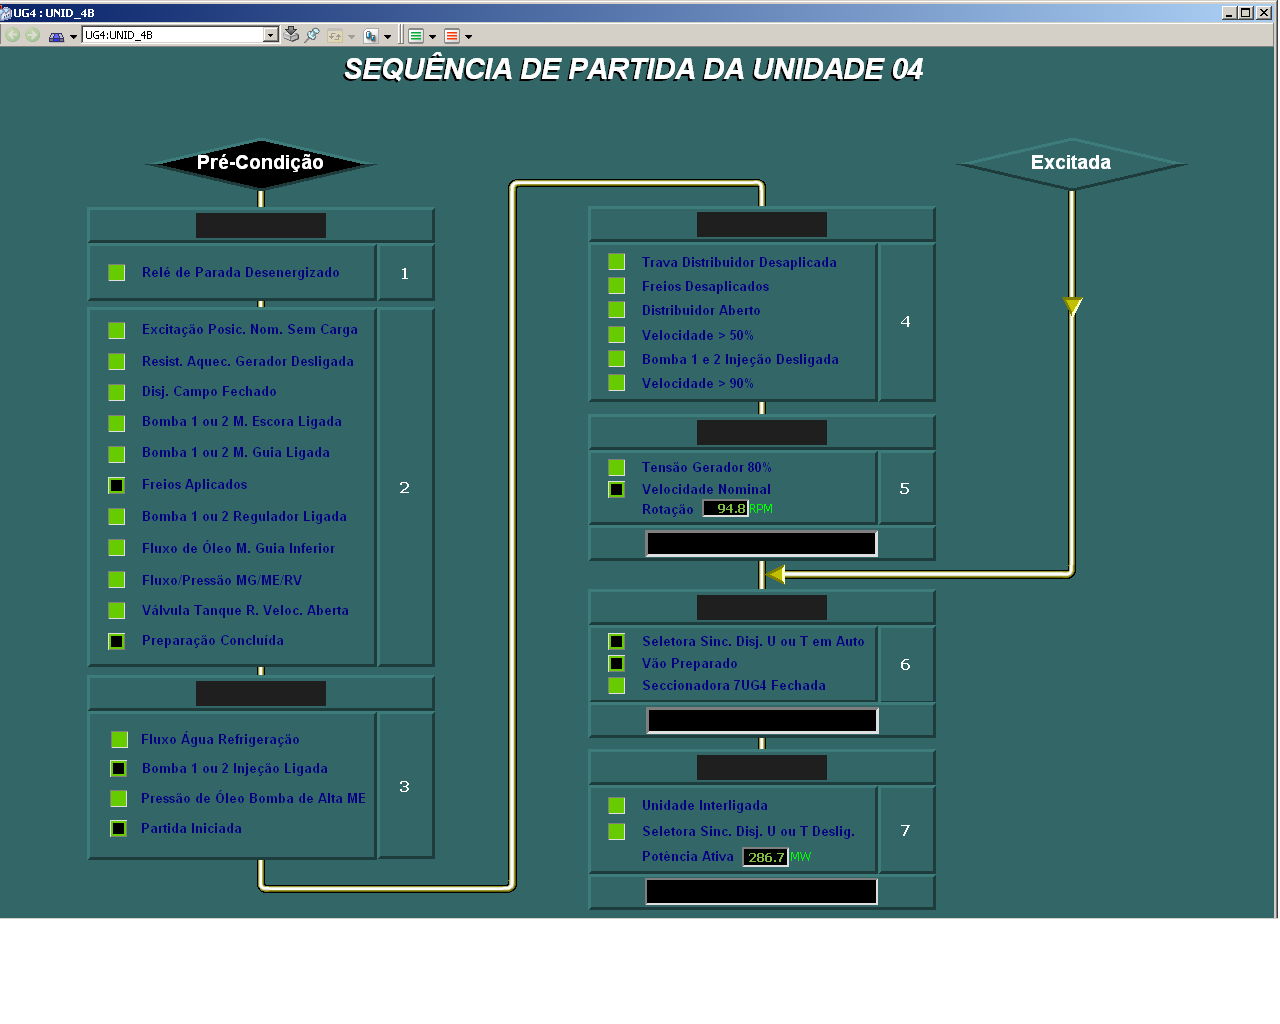 UG4 : UNID_4B
UG4:UNID_4B
SEQUÊNCIA DE PARTIDA DA UNIDADE 04
Pré-Condição
Relé de Parada Desenergizado
1
Excitação Posic. Nom. Sem Carga
Resist. Aquec. Gerador Desligada
Disj. Campo Fechado
Bomba 1 ou 2 M. Escora Ligada
Bomba 1 ou 2 M. Guia Ligada
Freios Aplicados
Bomba 1 ou 2 Regulador Ligada
Fluxo de Óleo M. Guia Inferior
Fluxo/Pressão MG/ME/RV
Válvula Tanque R. Veloc. Aberta
Preparação Concluída
2
Fluxo Água Refrigeração
Bomba 1 ou 2 Injeção Ligada
Pressão de Óleo Bomba de Alta ME
Partida Iniciada
3
Trava Distribuidor Desaplicada
Freios Desaplicados
Distribuidor Aberto
Velocidade > 50%
Bomba 1 e 2 Injeção Desligada
Velocidade > 90%
4
Tensão Gerador 80%
Velocidade Nominal
Rotação 94.8 RPM
5
Excitada
Seletora Sinc. Disj. U ou T em Auto
Vão Preparado
Seccionadora 7UG4 Fechada
6
Unidade Interligada
Seletora Sinc. Disj. U ou T Deslig.
Potência Ativa 286.7 MW
7